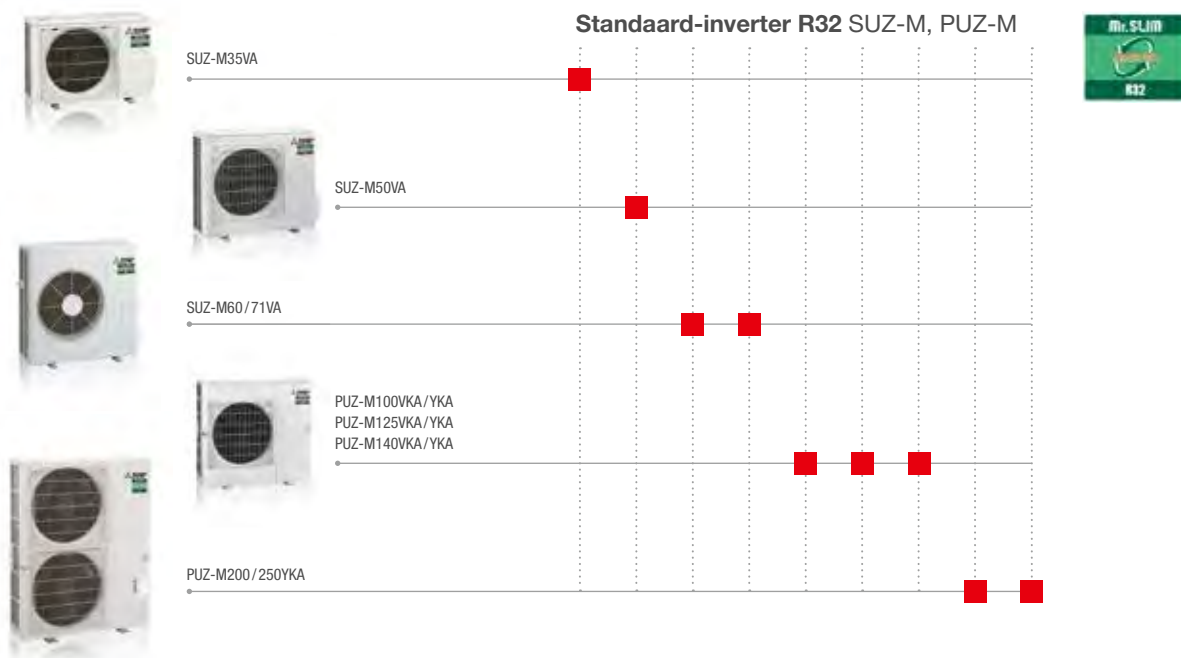 Standaard-inverter R32 SUZ-M, PUZ-M
Mr.SLIM
R32
SUZ-M35VA
SUZ-M50VA
SUZ-M60/71VA
PUZ-M100VKA/YKA
PUZ-M125VKA/YKA
PUZ-M140VKA/YKA
PUZ-M200/250YKA